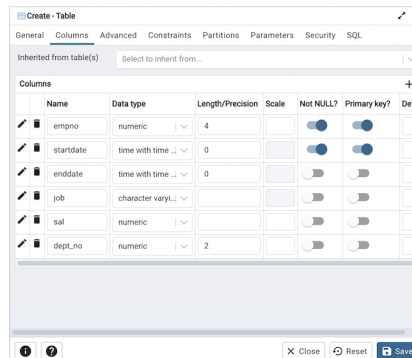 Create - Table
General Columns Advanced Constraints Partitions Parameters Security SQL
Inherited from table(s) Select to inherit from...
Columns
Name Data type Length/Precision Scale Not NULL? Primary key? De
empno numeric 4
startdate time with time ... 0
enddate time with time ... 0
job character varyi...
sal numeric
dept_no numeric 2
Close Reset Save